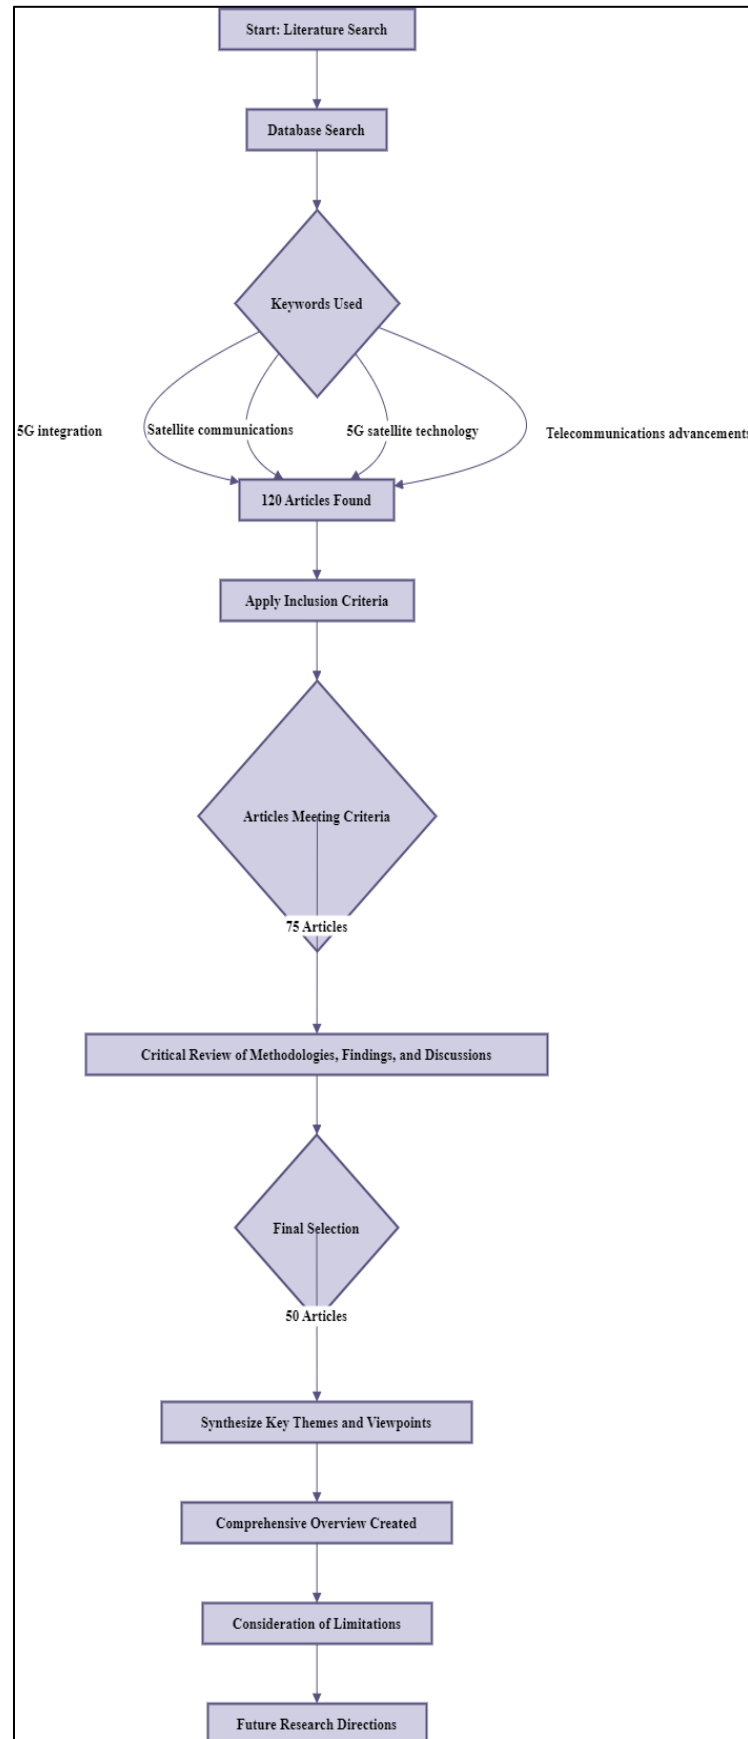 Start: Literature Search
Database Search
Keywords Used
5G integration
Satellite communications
5G satellite technology
Telecommunications advancements
120 Articles Found
Apply Inclusion Criteria
Articles Meeting Criteria
75 Articles
Critical Review of Methodologies, Findings, and Discussions
Final Selection
50 Articles
Synthesize Key Themes and Viewpoints
Comprehensive Overview Created
Consideration of Limitations
Future Research Directions